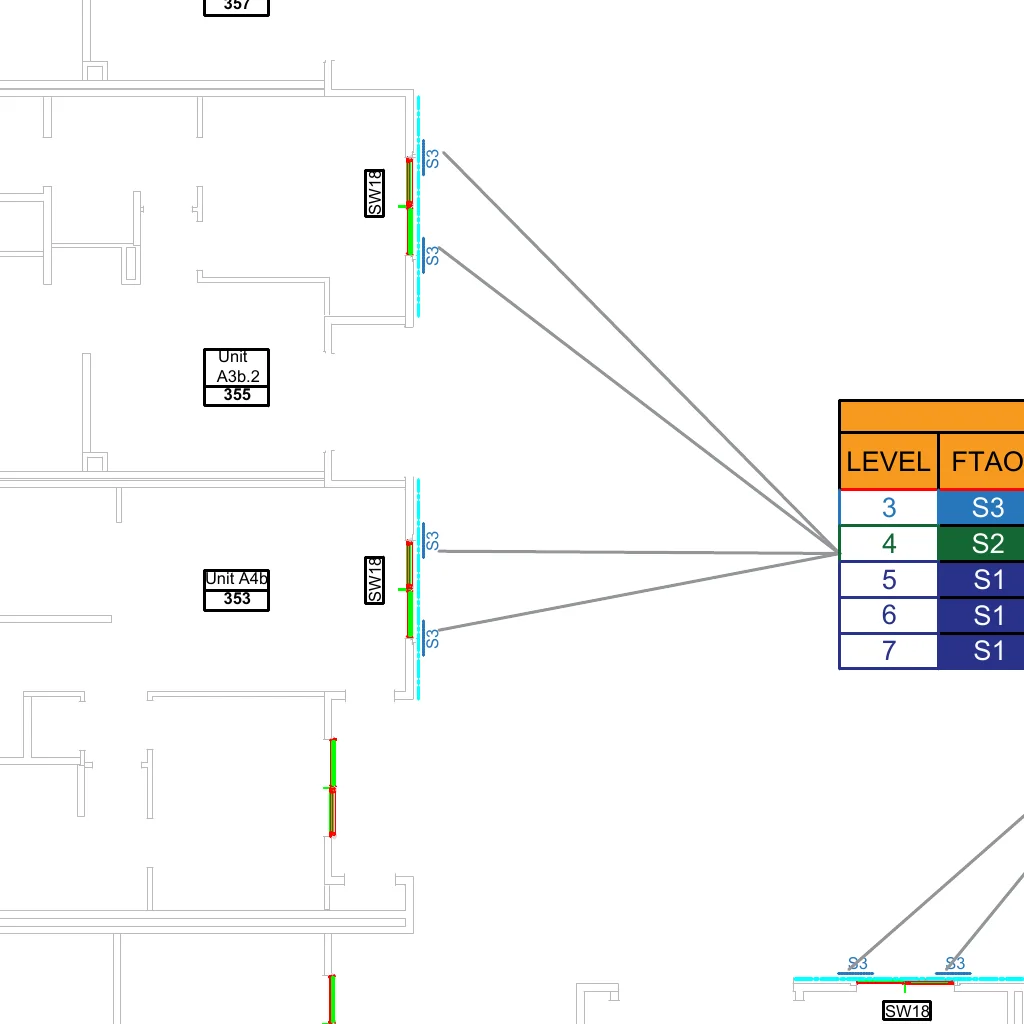 357
S3
SW18
S3
Unit
A3b.2
355
LEVEL FTAO
3 S3
4 S2
5 S1
6 S1
7 S1
S3
SW18
Unit A4b
353
S3
S3 S3
SW18